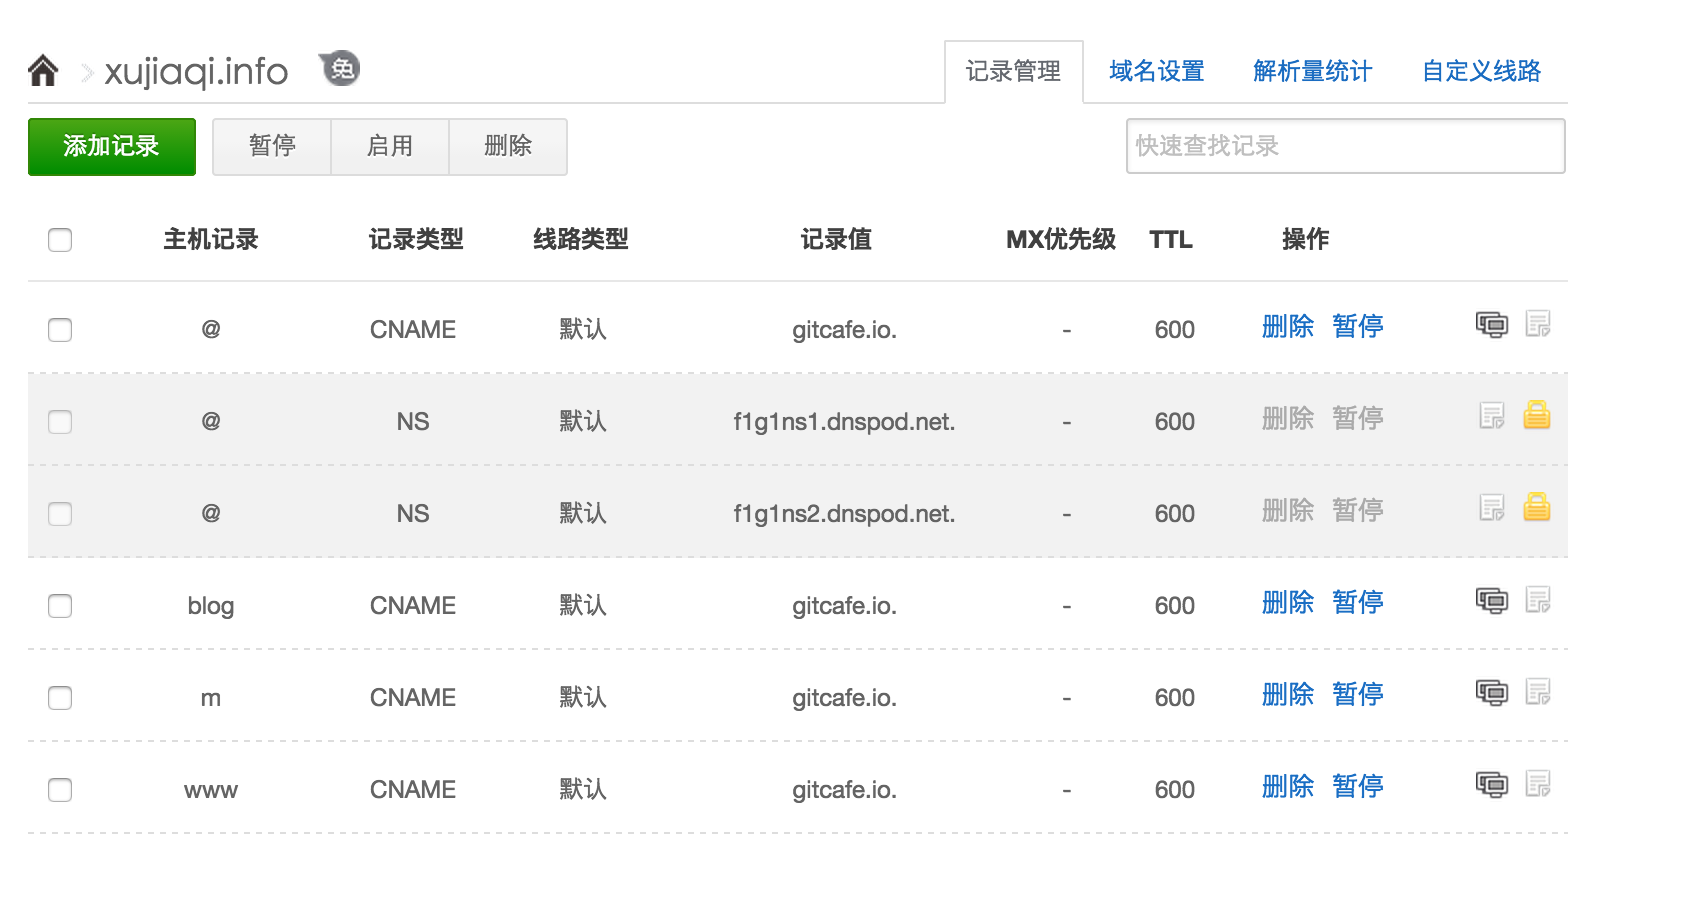 xujiaqi.info 兔 记录管理 域名设置 解析量统计 自定义线路
添加记录 暂停 启用 删除 快速查找记录
主机记录 记录类型 线路类型 记录值 MX优先级 TTL 操作
@ CNAME 默认 gitcafe.io. - 600 删除 暂停
@ NS 默认 f1g1ns1.dnspod.net. - 600 删除 暂停
@ NS 默认 f1g1ns2.dnspod.net. - 600 删除 暂停
blog CNAME 默认 gitcafe.io. - 600 删除 暂停
m CNAME 默认 gitcafe.io. - 600 删除 暂停
www CNAME 默认 gitcafe.io. - 600 删除 暂停